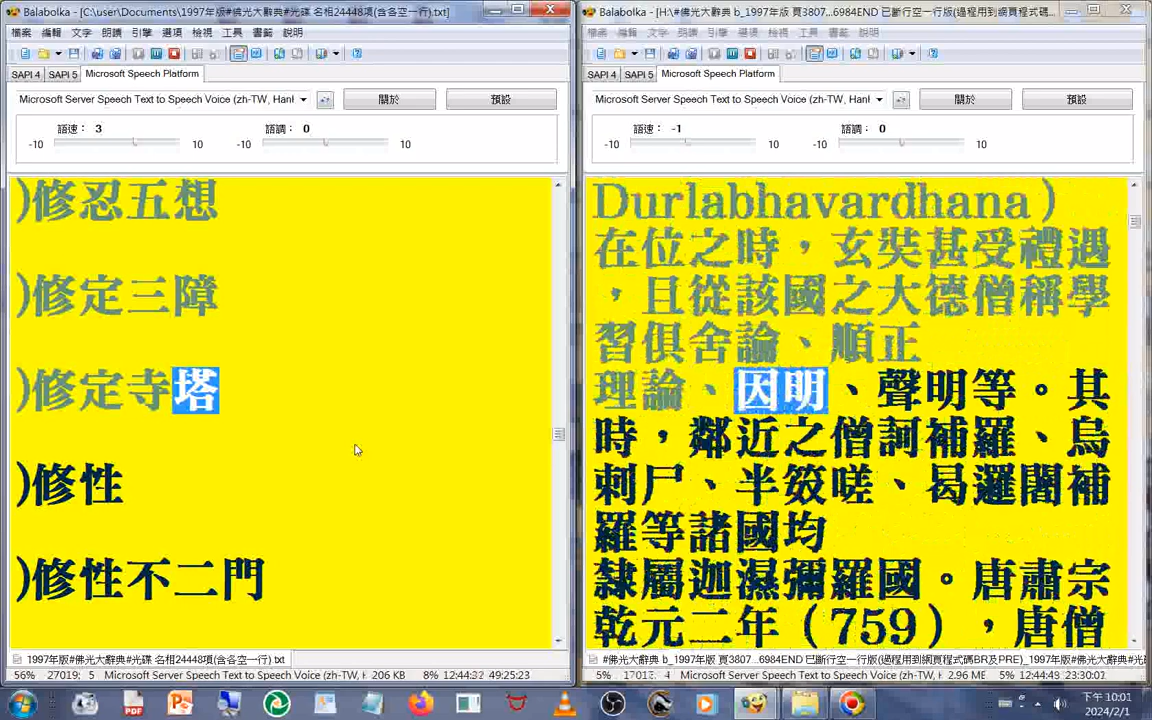 Balabolka - [C:\user\Documents\1997年版#佛光大辭典#光碟 名相24448項(含各空一行).txt]
檔案 編輯 文字 朗讀 引擎 選項 檢視 工具 書籤 說明
SAPI 4 SAPI 5 Microsoft Speech Platform
Microsoft Server Speech Text to Speech Voice (zh-TW, Han
關於 預設
語速： 3 語調： 0
-10 10 -10 10
)修忍五想
)修定三障
)修定寺塔
)修性
)修性不二門
1997年版#佛光大辭典#光碟 名相24448項(含各空一行).txt
56% 27019; 5 Microsoft Server Speech Text to Speech Voice (zh-TW, H 206 KB 8% 12:44:32 49:25:23
Balabolka - [H:\#佛光大辭典 b_1997年版 頁3807...6984END 已斷行空一行版(過程用到網頁程式碼...
檔案 編輯 文字 朗讀 引擎 選項 檢視 工具 書籤 說明
SAPI 4 SAPI 5 Microsoft Speech Platform
Microsoft Server Speech Text to Speech Voice (zh-TW, Han
關於 預設
語速： -1 語調： 0
-10 10 -10 10
Durlabhavardhana）
在位之時，玄奘甚受禮遇
，且從該國之大德僧稱學
習俱舍論、順正
理論、因明、聲明等。其
時，鄰近之僧訶補羅、烏
刺尸、半笯嗟、曷邏闍補
羅等諸國均
隸屬迦濕彌羅國。唐肅宗
乾元二年（759），唐僧
#佛光大辭典 b_1997年版 頁3807...6984END 已斷行空一行版(過程用到網頁程式碼BR及PRE)_1997年版#佛光大辭典#光
5% 17013; 4 Microsoft Server Speech Text to Speech Voice (zh-TW, H 2.96 ME 5% 12:44:49 23:30:07
下午 10:01
2024/2/1